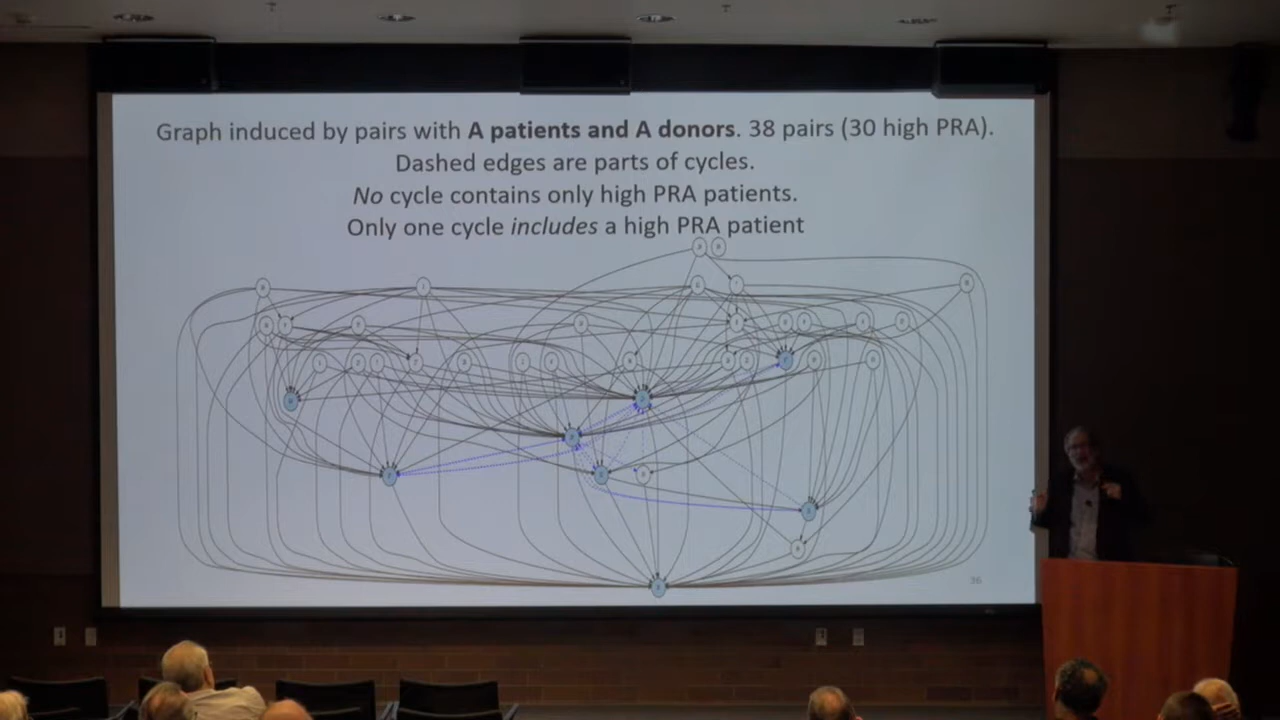 Graph induced by pairs with A patients and A donors. 38 pairs (30 high PRA).
Dashed edges are parts of cycles.
No cycle contains only high PRA patients.
Only one cycle includes a high PRA patient
36